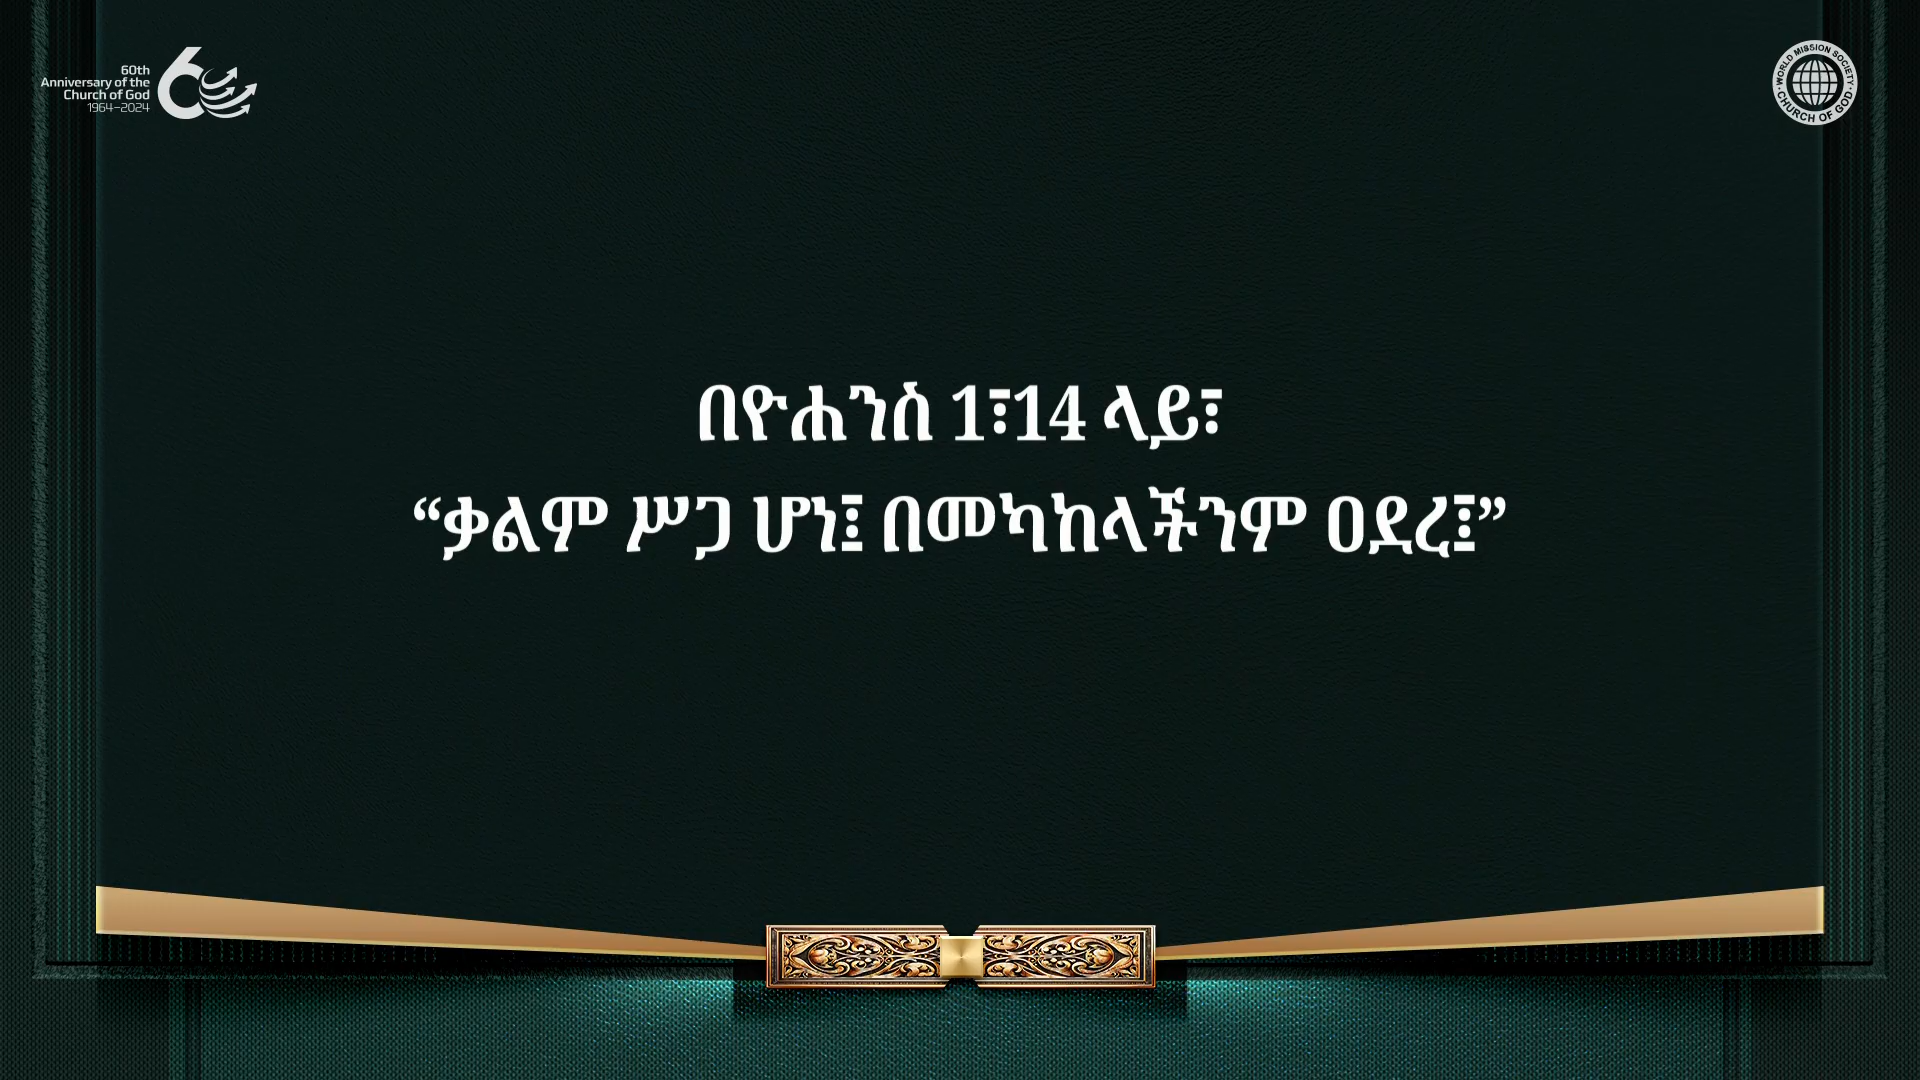 60th
Anniversary of the
Church of God
1964–2024
WORLD MISSION SOCIETY
CHURCH OF GOD
በዮሐንስ 1፣14 ላይ፣
“ቃልም ሥጋ ሆነ፤ በመካከላችንም ዐደረ፤”